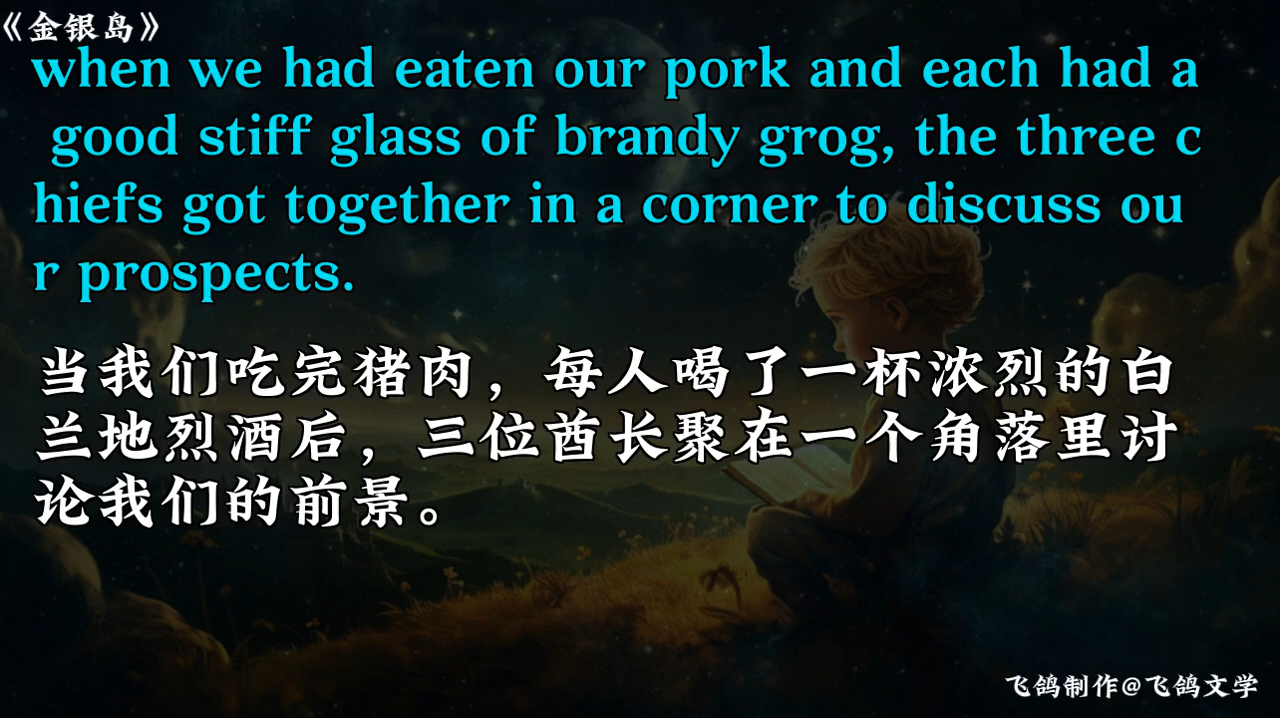 《金银岛》
when we had eaten our pork and each had a
good stiff glass of brandy grog, the three c
hiefs got together in a corner to discuss ou
r prospects.
当我们吃完猪肉，每人喝了一杯浓烈的白
兰地烈酒后，三位酋长聚在一个角落里讨
论我们的前景。
飞鸽制作@飞鸽文学